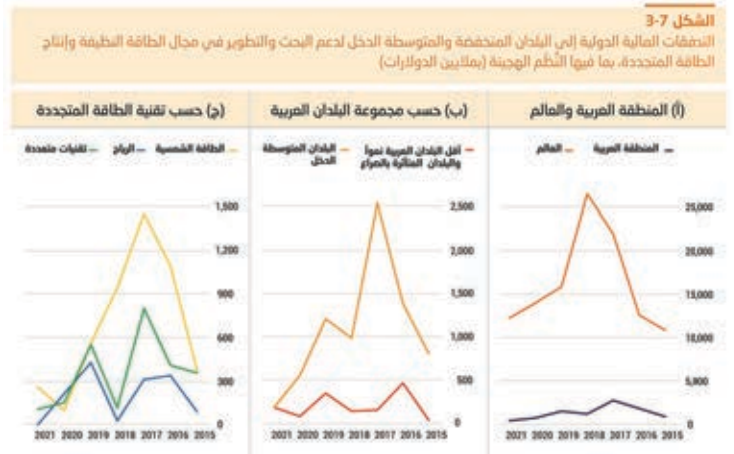 الشكل 7-3
التدفقات المالية الدولية إلى البلدان المنخفضة والمتوسطة الدخل لدعم البحث والتطوير في مجال الطاقة النظيفة وإنتاج
الطاقة المتجددة، بما فيها النُّظُم الهجينة (بملايين الدولارات)
(أ) المنطقة العربية والعالم
المنطقة العربية
العالم
25,000
20,000
15,000
10,000
5,000
0
2021 2020 2019 2018 2017 2016 2015
(ب) حسب مجموعة البلدان العربية
أقل البلدان العربية نمواً
والبلدان المتأثرة بالصراع
البلدان المتوسطة
الدخل
2,500
2,000
1,500
1,000
500
0
2021 2020 2019 2018 2017 2016 2015
(ج) حسب تقنية الطاقة المتجددة
الطاقة الشمسية
الرياح
تقنيات متعددة
1,500
1,200
900
600
300
0
2021 2020 2019 2018 2017 2016 2015